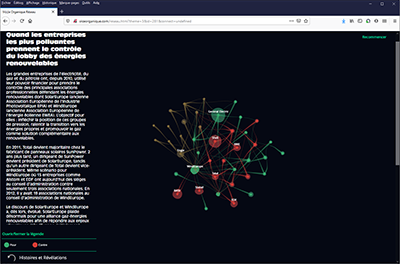 Fichier Édition Affichage Historique Marque-pages Outils Aide
Quand les entreprises
les plus polluantes
prennent le contrôle
du lobby des énergies
renouvelables
Recommencer
Les grandes entreprises de l'électricité, du
gaz et du pétrole ont, depuis 2010, utilisé
leur pouvoir financier pour prendre le
contrôle des principales associations
professionnelles défendant les énergies
renouvelables dont SolarEurope (ancienne
Association Européenne de l'Industrie
Photovoltaïque EPIA) et WindEurope
(ancienne Association Européenne de
l'Énergie Éolienne EWEA). L'objectif pour
elles : infléchir la position de ces groupes
de pression, ralentir la transition vers les
énergies propres et promouvoir le gaz
comme solution complémentaire aux
renouvelables.
En 2011, Total devient majoritaire chez le
fabricant de panneaux solaires SunPower. 2
ans plus tard, un dirigeant de SunPower
devient président de SolarEurope, tandis
qu'un autre dirigeant de Total devient vice-
président. Même scénario pour
WindEurope où 15 entreprises comme
Statoil et EDF ont aujourd'hui des sièges
au conseil d'administration contre
seulement trois associations nationales. En
2012, il y avait 18 associations nationales au
conseil d'administration de WindEurope.
Le discours de SolarEurope et WindEurope
a, dès lors, évolué. SolarEurope plaide
désormais pour une alliance gaz-énergies
renouvelables afin de répondre aux enjeux
Ouvrir/fermer la légende
Pour
Contre
Histoires et Révélations